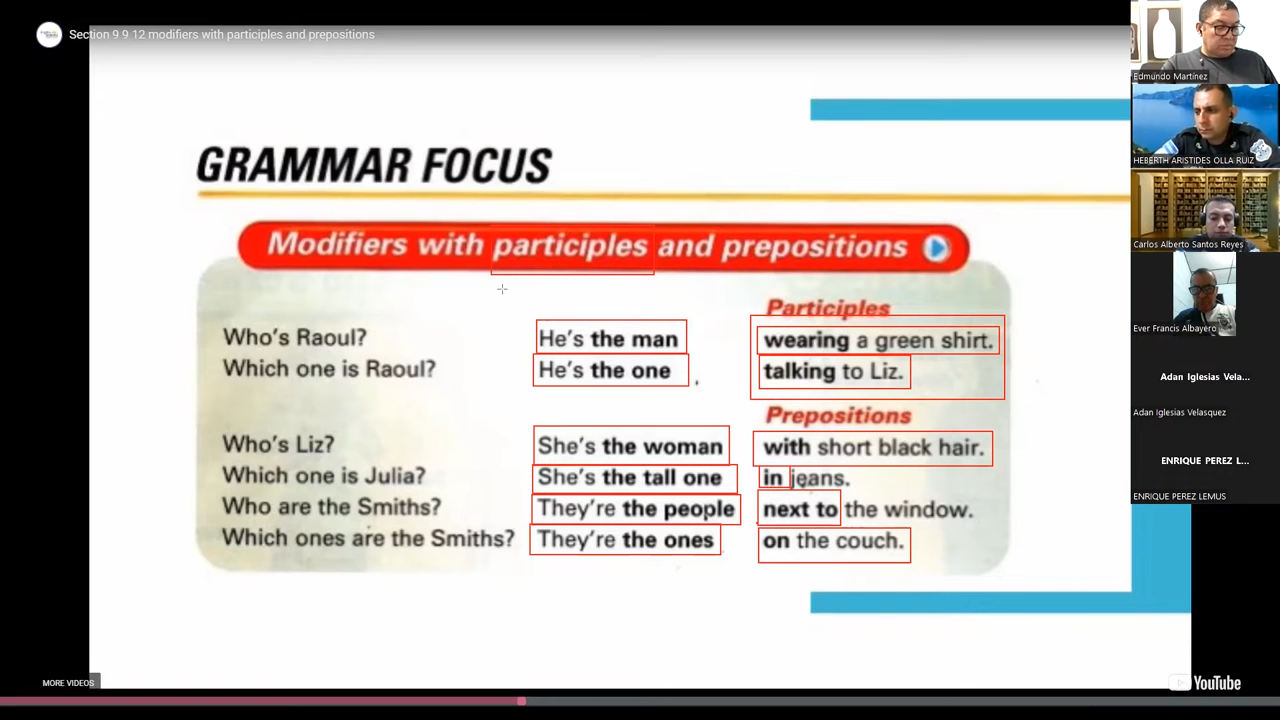 Section 9 9 12 modifiers with participles and prepositions
GRAMMAR FOCUS
Modifiers with participles and prepositions
Participles
Who's Raoul? He's the man wearing a green shirt.
Which one is Raoul? He's the one talking to Liz.
Prepositions
Who's Liz? She's the woman with short black hair.
Which one is Julia? She's the tall one in jeans.
Who are the Smiths? They're the people next to the window.
Which ones are the Smiths? They're the ones on the couch.
MORE VIDEOS
YouTube
Edmundo Martínez
HEBERTH ARISTIDES OLLA RUIZ
Carlos Alberto Santos Reyes
Ever Francis Albayero
Adan Iglesias Vela...
Adan Iglesias Velasquez
ENRIQUE PEREZ L...
ENRIQUE PEREZ LEMUS